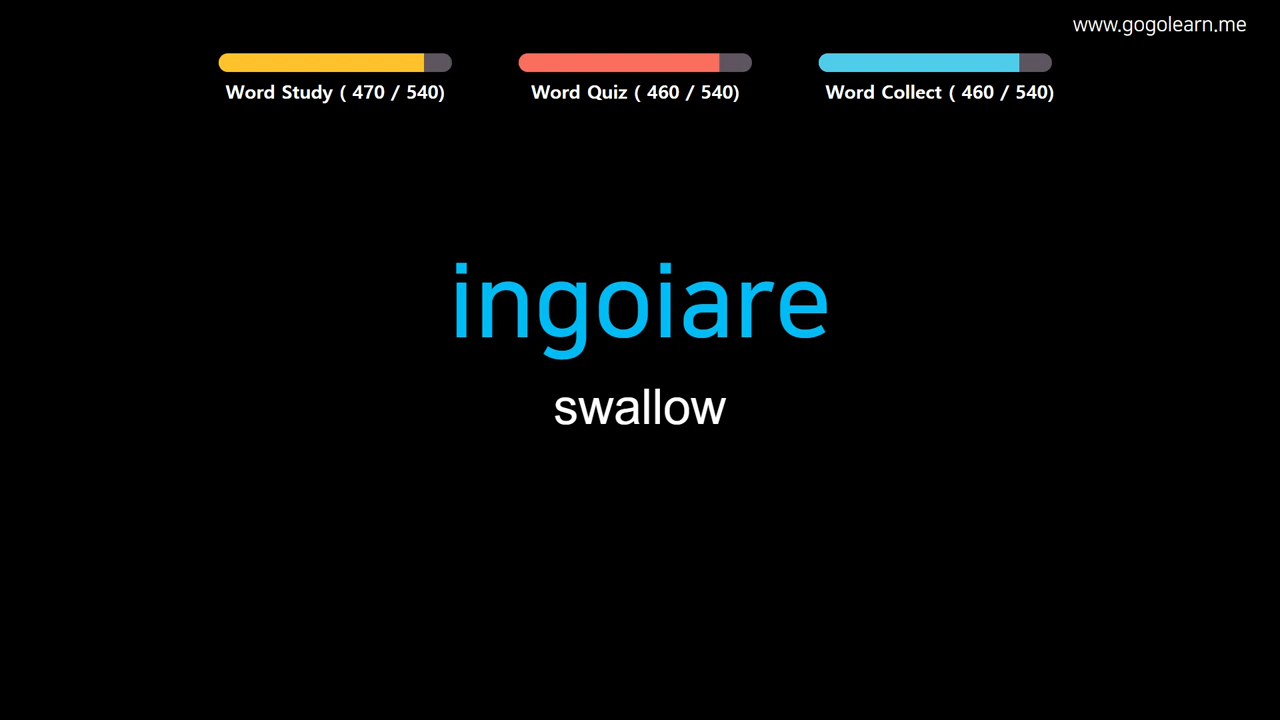 www.gogolearn.me
Word Study ( 470 / 540)
Word Quiz ( 460 / 540)
Word Collect ( 460 / 540)
ingoiare
swallow